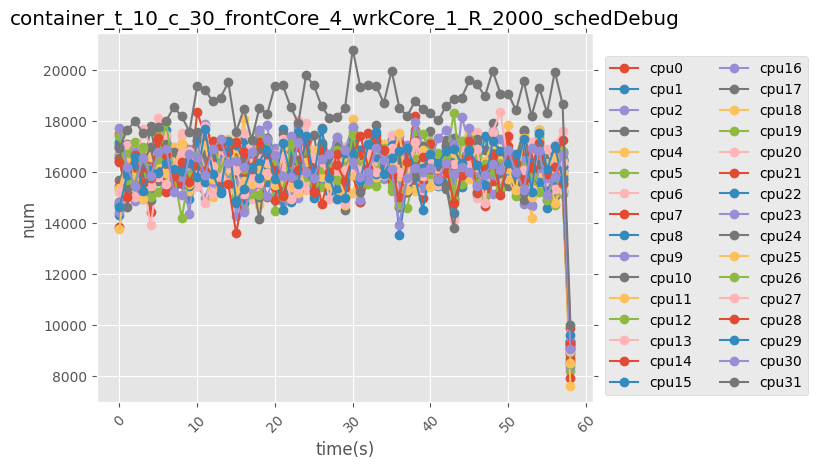 container_t_10_c_30_frontCore_4_wrkCore_1_R_2000_schedDebug
num
20000
18000
16000
14000
12000
10000
8000
0
10
20
30
40
50
60
time(s)
cpu0
cpu1
cpu2
cpu3
cpu4
cpu5
cpu6
cpu7
cpu8
cpu9
cpu10
cpu11
cpu12
cpu13
cpu14
cpu15
cpu16
cpu17
cpu18
cpu19
cpu20
cpu21
cpu22
cpu23
cpu24
cpu25
cpu26
cpu27
cpu28
cpu29
cpu30
cpu31